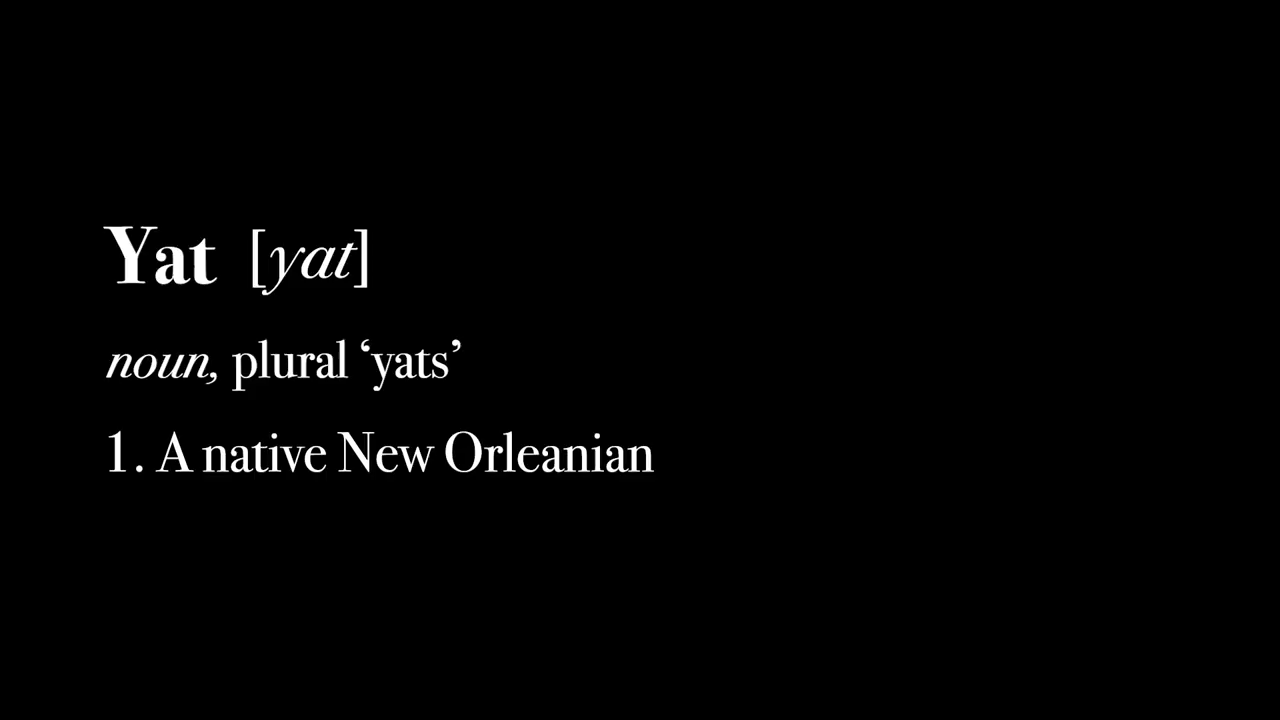 Yat [yat]
noun, plural ‘yats’
1. A native New Orleanian